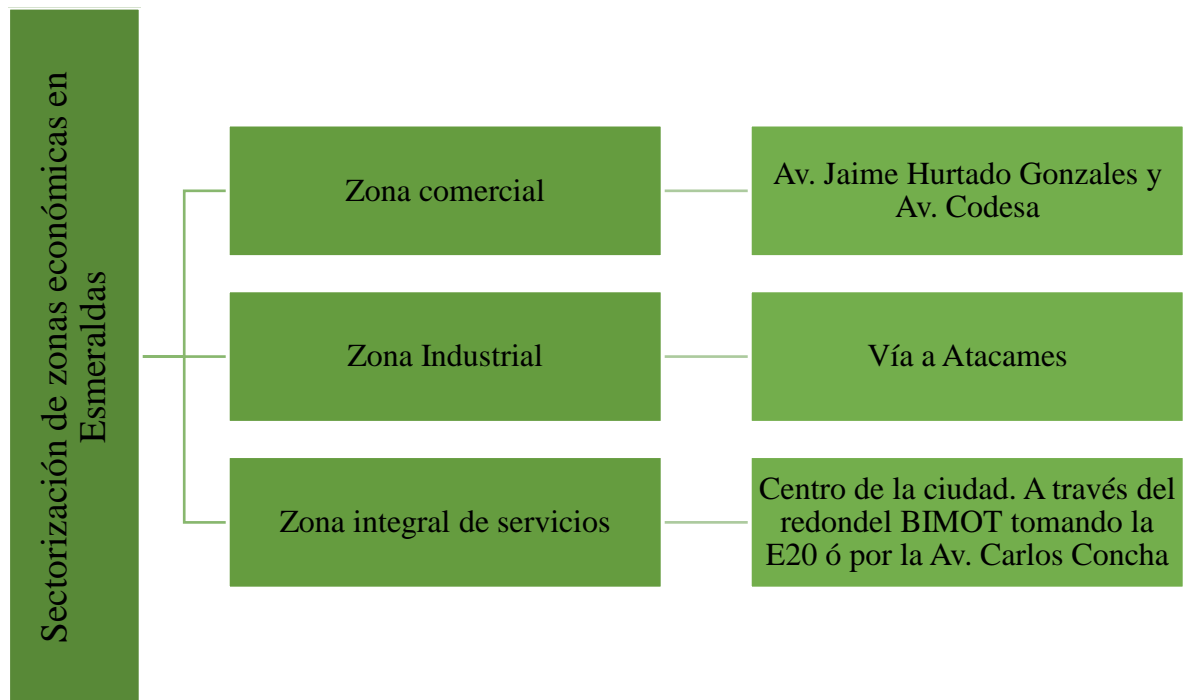 Sectorización de zonas económicas en
Esmeraldas
Zona comercial
Av. Jaime Hurtado Gonzales y
Av. Codesa
Zona Industrial
Vía a Atacames
Zona integral de servicios
Centro de la ciudad. A través del
redondel BIMOT tomando la
E20 ó por la Av. Carlos Concha